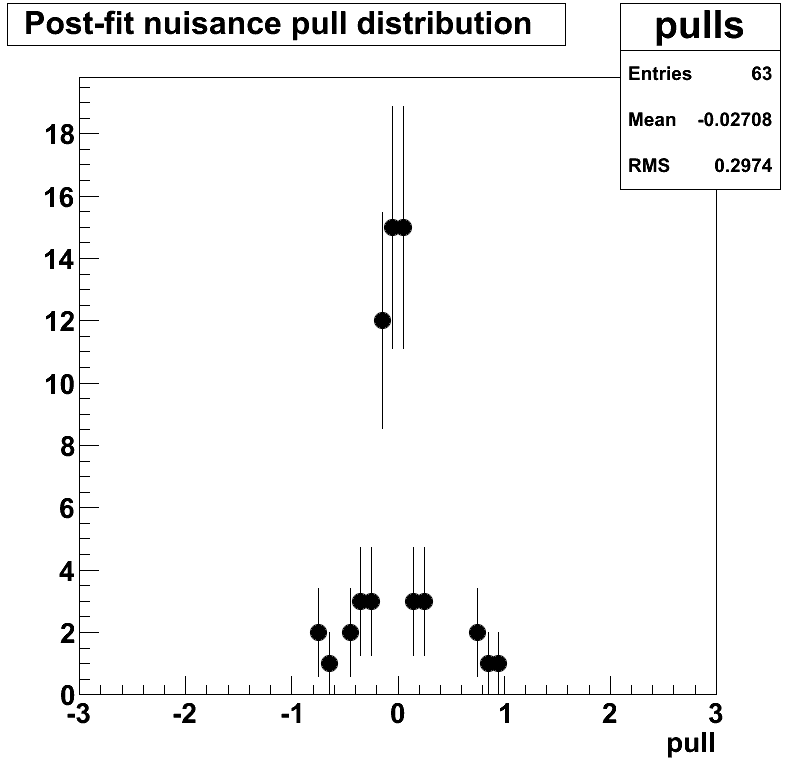 Post-fit nuisance pull distribution
pulls
Entries 63
Mean -0.02708
RMS 0.2974
18
16
14
12
10
8
6
4
2
0
-3 -2 -1 0 1 2 3
pull